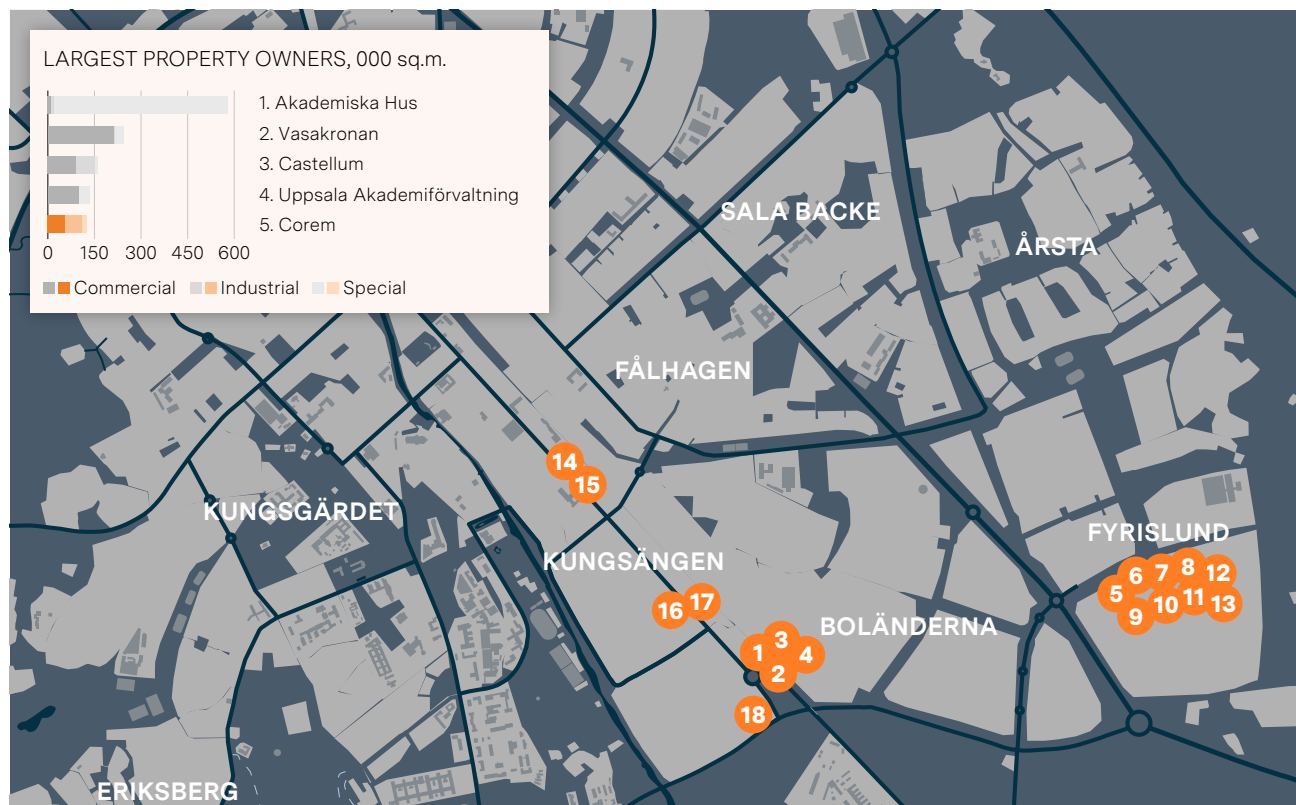 LARGEST PROPERTY OWNERS, 000 sq.m.
1. Akademiska Hus
2. Vasakronan
3. Castellum
4. Uppsala Akademiförvaltning
5. Corem
0 150 300 450 600
Commercial Industrial Special
SALA BACKE
ÅRSTA
FÅLHAGEN
14
15
KUNGSGÄRDET
FYRISLUND
KUNGSÄNGEN
6 7 8 12
5
9 10 11 13
16 17
BOLÄNDERNA
1 3 4
2
18
ERIKSBERG